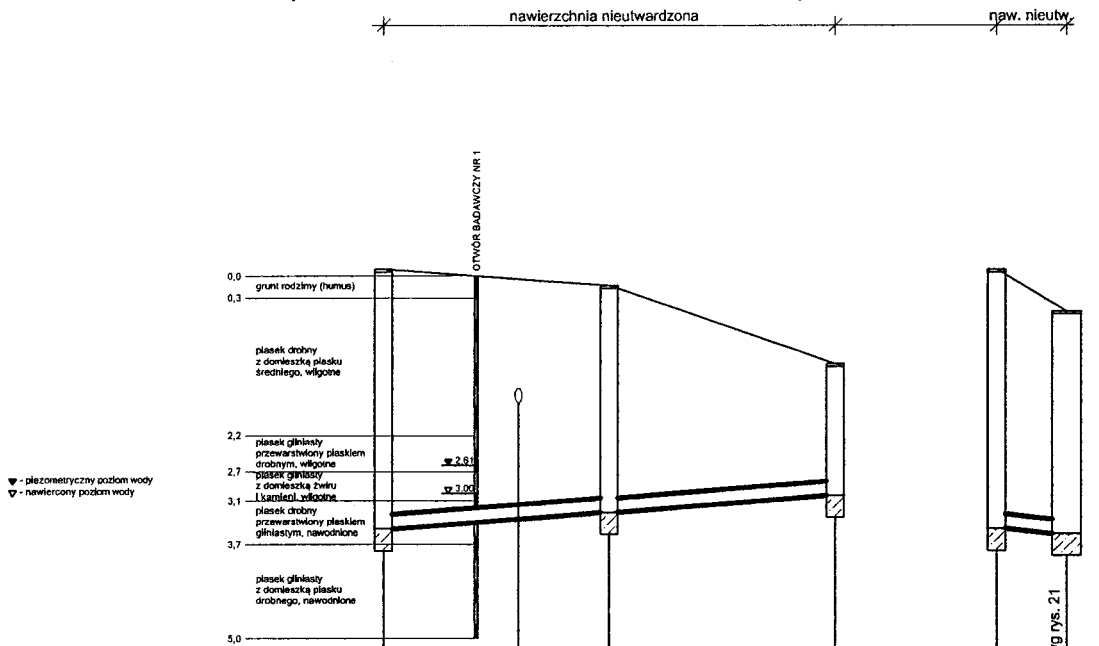 nawierzchnia nieutwardzona
naw. nieutw.
OTWÓR BADAWCZY NR 1
0,0
grunt rodzimy (humus)
0,3
piasek drobny
z domieszką piasku
średniego, wilgotne
2,2
piasek gliniasty
przewarstwiony piaskiem
drobnym, wilgotne
2.61
2,7
piasek gliniasty
z domieszką żwiru
i kamieni, wilgotne
3.00
3,1
piasek drobny
przewarstwiony piaskiem
gliniastym, nawodnione
3,7
piasek gliniasty
z domieszką piasku
drobnego, nawodnione
5,0
▼ - piezometryczny poziom wody
▽ - nawiercony poziom wody
wg rys. 21